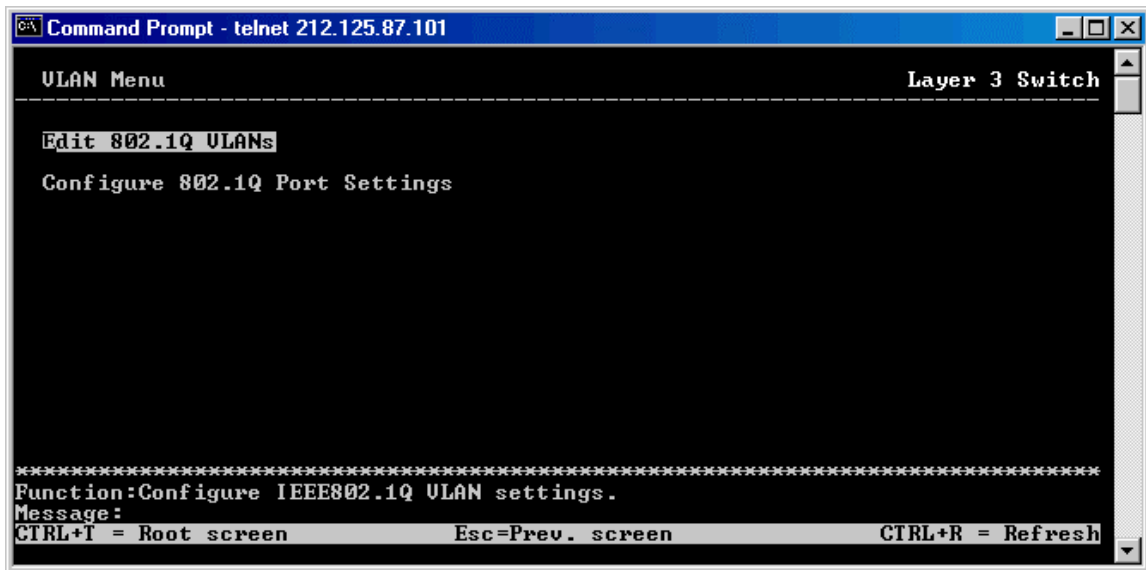 Command Prompt - telnet 212.125.87.101
VLAN Menu Layer 3 Switch
Edit 802.1Q VLANs
Configure 802.1Q Port Settings
********************************************************************************
Function:Configure IEEE802.1Q VLAN settings.
Message:
CTRL+T = Root screen Esc=Prev. screen CTRL+R = Refresh